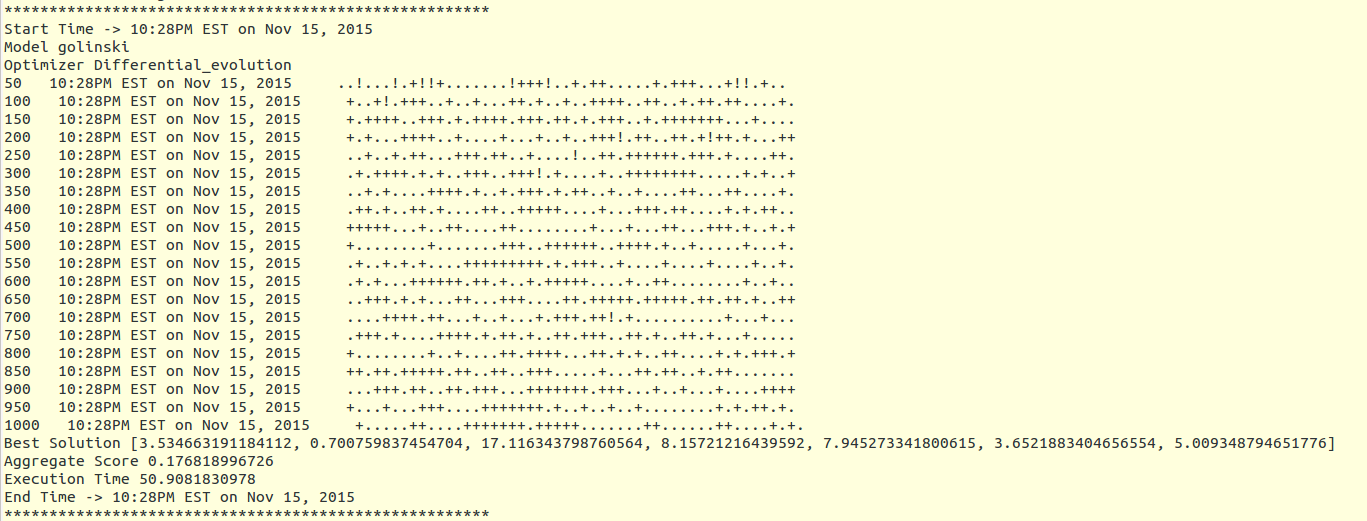 ******************************************************
Start Time -> 10:28PM EST on Nov 15, 2015
Model golinski
Optimizer Differential_evolution
50   10:28PM EST on Nov 15, 2015     ..!...!.+!!+.......!+++!..+.++.....+.+++...+!!.+..
100   10:28PM EST on Nov 15, 2015     +..+!.+++..+..+...++.+..+..++++..++..+.++.++....+.
150   10:28PM EST on Nov 15, 2015     +.++++..+++.+.++++.+++.++.+.+++..+.+++++++...+....
200   10:28PM EST on Nov 15, 2015     +.+...++++..+....+...+..+..+++!.++..++.+!++.+...++
250   10:28PM EST on Nov 15, 2015     ..+..+.++...+++.++..+....!..++.++++++.+++.+....++.
300   10:28PM EST on Nov 15, 2015     .+.++++.+.+..+++..+++!.+....+..++++++++.....+.+..+
350   10:28PM EST on Nov 15, 2015     ..+.+....++++.+..+.+++.+.++..+..+....++...++....+.
400   10:28PM EST on Nov 15, 2015     .++.+..++.+....++..+++++....+...+++.++....+.+.++..
450   10:28PM EST on Nov 15, 2015     +++++...+..++....++........+...+...++...+++.+..+.+
500   10:28PM EST on Nov 15, 2015     +........+.......+++..++++++..++++.+..+.....+...+.
550   10:28PM EST on Nov 15, 2015     .+..+.+.+....+++++++++.+.+++..+....+....+....+..+.
600   10:28PM EST on Nov 15, 2015     .+.+...++++++.++.+..+.+++++....+..++........+..+..
650   10:28PM EST on Nov 15, 2015     ..+++.+.+...++...+++....++.+++++.+++++.++.++.+..++
700   10:28PM EST on Nov 15, 2015     ....++++.++...+..+...+.+++.++!.+..........+...+...
750   10:28PM EST on Nov 15, 2015     .+++.+....++++.+.++.+..++.+++..++..++.+...+.....
800   10:28PM EST on Nov 15, 2015     +........+..+....++.++++...++.+.+..++....+.+.+++.+
850   10:28PM EST on Nov 15, 2015     ++.++.+++++.++..++.+++.....+...++.++..+.++.......
900   10:28PM EST on Nov 15, 2015     ...+++.++..++.+++...+++++++.+++...+..+...+....++++
950   10:28PM EST on Nov 15, 2015     +...+...+++....+++++++.+..+..+..+........+.+.++.+.
1000   10:28PM EST on Nov 15, 2015     +.....++....+++++++.+++++......++...++....+.+.
Best Solution [3.534663191184112, 0.700759837454704, 17.116343798760564, 8.15721216439592, 7.945273341800615, 3.6521883404656554, 5.009348794651776]
Aggregate Score 0.176818996726
Execution Time 50.9081830978
End Time -> 10:28PM EST on Nov 15, 2015
******************************************************